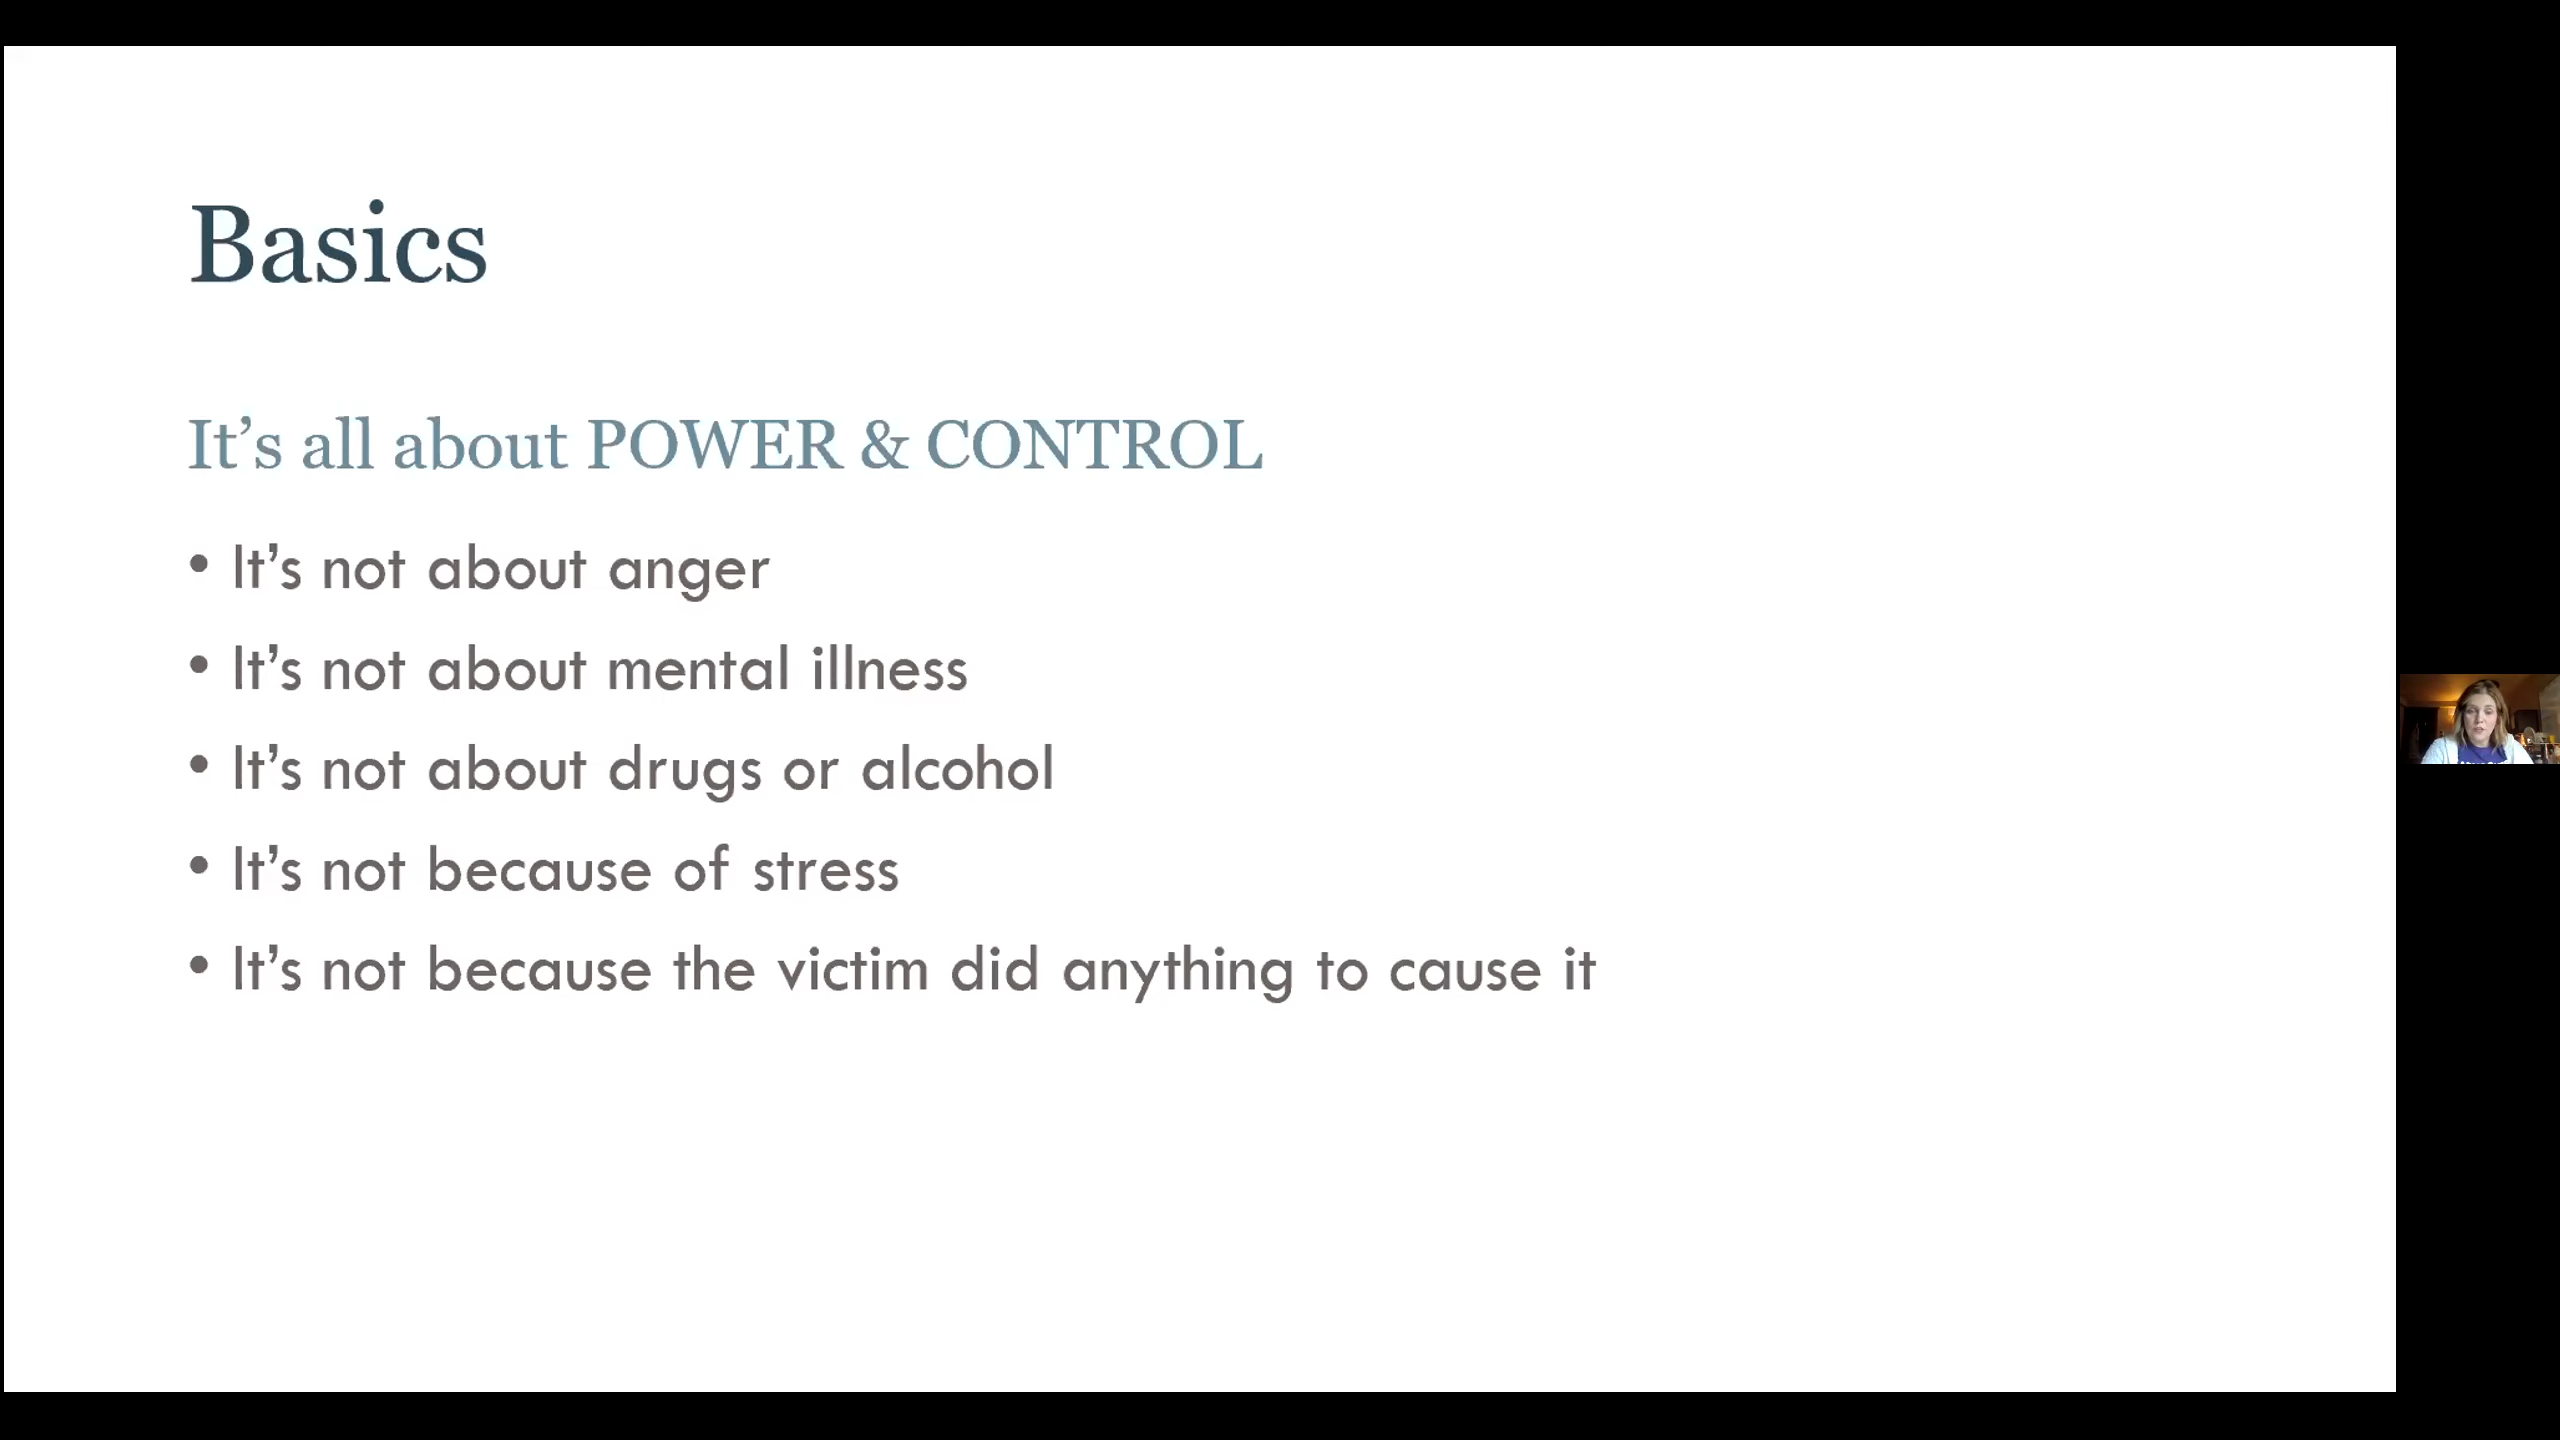 Basics
It’s all about POWER & CONTROL
• It’s not about anger
• It’s not about mental illness
• It’s not about drugs or alcohol
• It’s not because of stress
• It’s not because the victim did anything to cause it